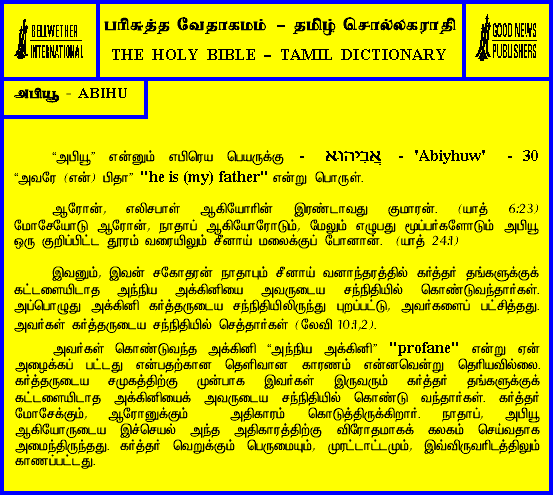 BELLWETHER
INTERNATIONAL
பரிசுத்த வேதாகமம் – தமிழ் சொல்லகராதி
THE HOLY BIBLE – TAMIL DICTIONARY
GOOD NEWS
PUBLISHERS
அபியூ - ABIHU
“அபியூ” என்னும் எபிரெய பெயருக்கு - אֲבִיהוּא - 'Abiyhuw' - 30
“அவரே (என்) பிதா” "he is (my) father" என்று பொருள்.
ஆரோன், எலிசபாள் ஆகியோரின் இரண்டாவது குமாரன். (யாத் 6:23)
மோசேயோடு ஆரோன், நாதாப் ஆகியோரோடும், மேலும் எழுபது மூப்பர்களோடும் அபியூ
ஒரு குறிப்பிட்ட தூரம் வரையிலும் சீனாய் மலைக்குப் போனான். (யாத் 24:1)
இவனும், இவன் சகோதரன் நாதாபும் சீனாய் வனாந்தரத்தில் கர்த்தர் தங்களுக்குக்
கட்டளையிடாத அந்நிய அக்கினியை அவருடைய சந்நிதியில் கொண்டுவந்தார்கள்.
அப்பொழுது அக்கினி கர்த்தருடைய சந்நிதியிலிருந்து புறப்பட்டு, அவர்களைப் பட்சித்தது.
அவர்கள் கர்த்தருடைய சந்நிதியில் செத்தார்கள் (லேவி 10:1,2).
அவர்கள் கொண்டுவந்த அக்கினி “அந்நிய அக்கினி” "profane" என்று ஏன்
அழைக்கப் பட்டது என்பதற்கான தெளிவான காரணம் என்னவென்று தெரியவில்லை.
கர்த்தருடைய சமுகத்திற்கு முன்பாக இவர்கள் இருவரும் கர்த்தர் தங்களுக்குக்
கட்டளையிடாத அக்கினியைக் அவருடைய சந்நிதியில் கொண்டு வந்தார்கள். கர்த்தர்
மோசேக்கும், ஆரோனுக்கும் அதிகாரம் கொடுத்திருக்கிறார். நாதாப், அபியூ
ஆகியோருடைய இச்செயல் அந்த அதிகாரத்திற்கு விரோதமாகக் கலகம் செய்வதாக
அமைந்திருந்தது. கர்த்தர் வெறுக்கும் பெருமையும், முரட்டாட்டமும், இவ்விருவரிடத்திலும்
காணப்பட்டது.